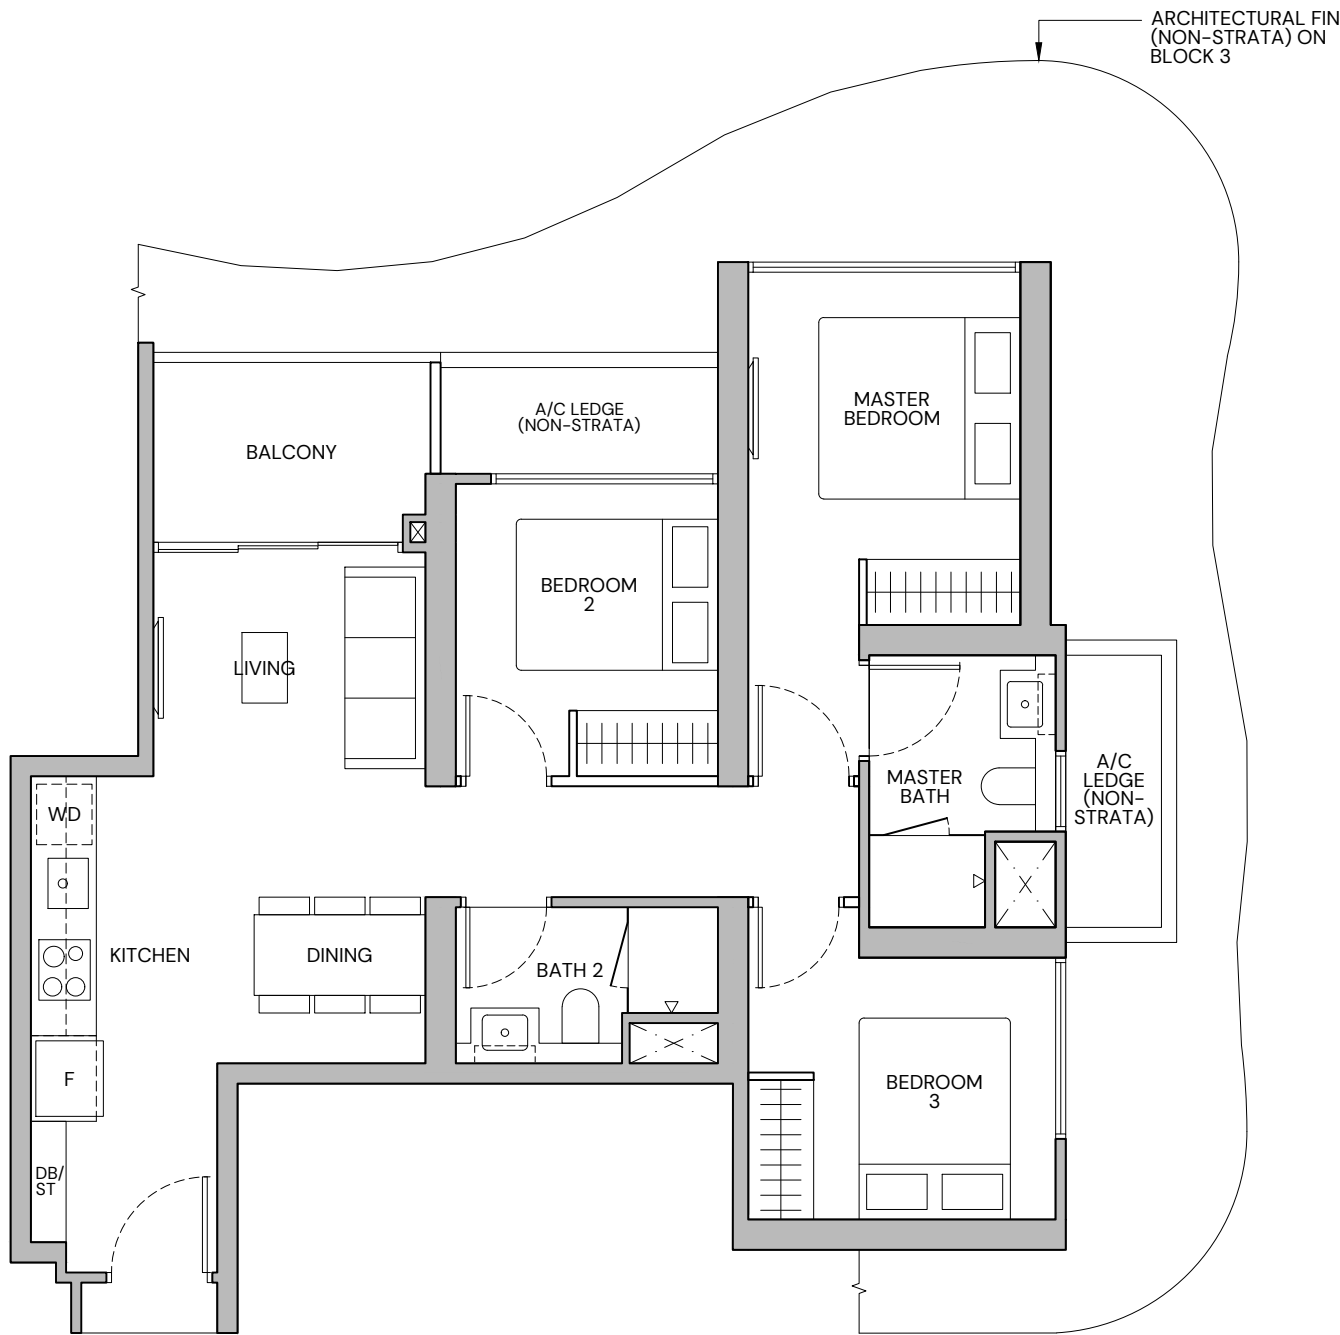 ARCHITECTURAL FIN
(NON-STRATA) ON
BLOCK 3
A/C LEDGE
(NON-STRATA)
BALCONY
MASTER
BEDROOM
BEDROOM
2
LIVING
WD
MASTER
BATH
A/C
LEDGE
(NON-
STRATA)
KITCHEN
DINING
BATH 2
F
BEDROOM
3
DB/
ST